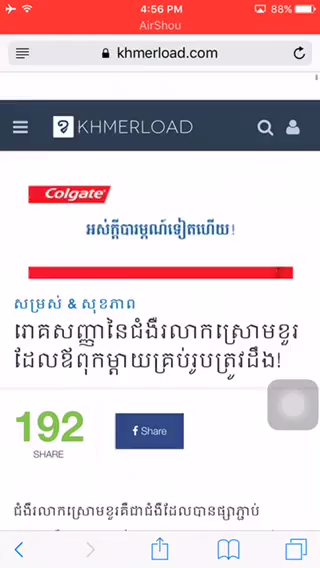 4:56 PM
88%
AirShou
khmerload.com
KHMERLOAD
Colgate
អស់ក្តីបារម្ភណ៍ទៀតហើយ!
សម្រស់ & សុខភាព
រោគសញ្ញានៃជំងឺរលាកស្រោមខួរ
ដែលឪពុកម្តាយគ្រប់រូបត្រូវដឹង!
192
SHARE
f Share
ជំងឺរលាកស្រោមខួរគឺជាជំងឺដែលបានផ្សាភ្ជាប់